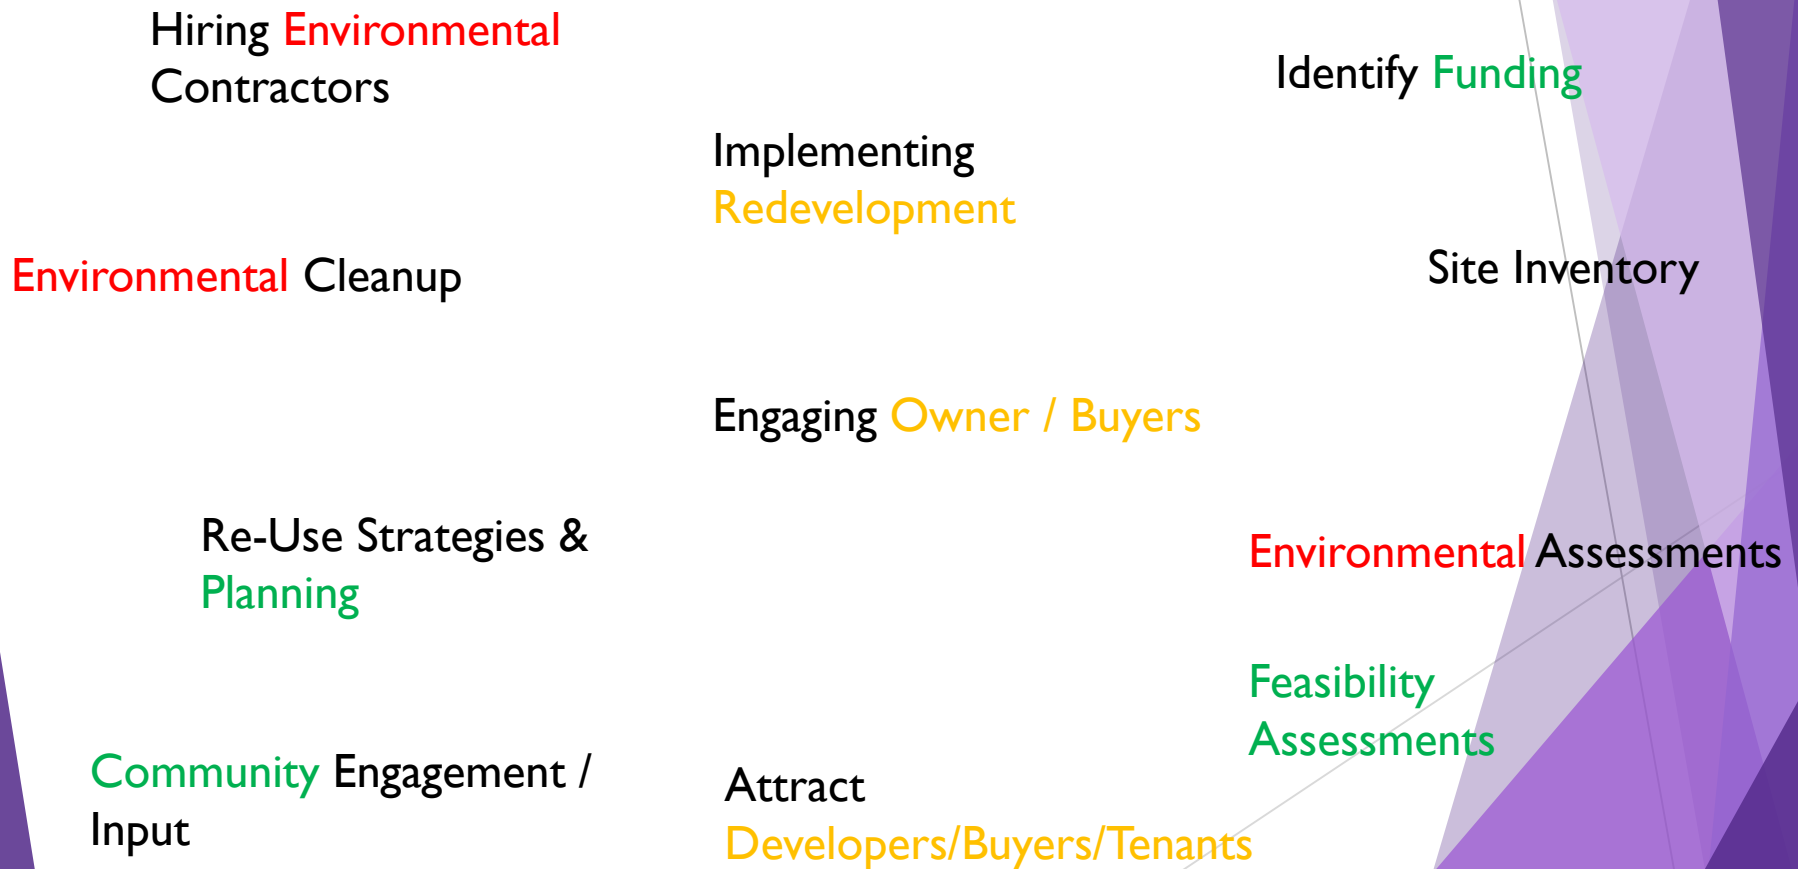 Hiring Environmental
Contractors
Identify Funding
Implementing
Redevelopment
Environmental Cleanup
Site Inventory
Engaging Owner / Buyers
Re-Use Strategies &
Planning
Environmental Assessments
Feasibility
Assessments
Community Engagement /
Input
Attract
Developers/Buyers/Tenants